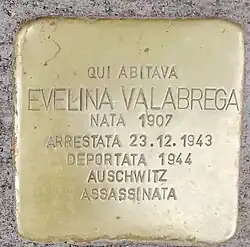 QUI ABITAVA
EVELINA VALABREGA
NATA 1907
ARRESTATA 23.12.1943
DEPORTATA 1944
AUSCHWITZ
ASSASSINATA